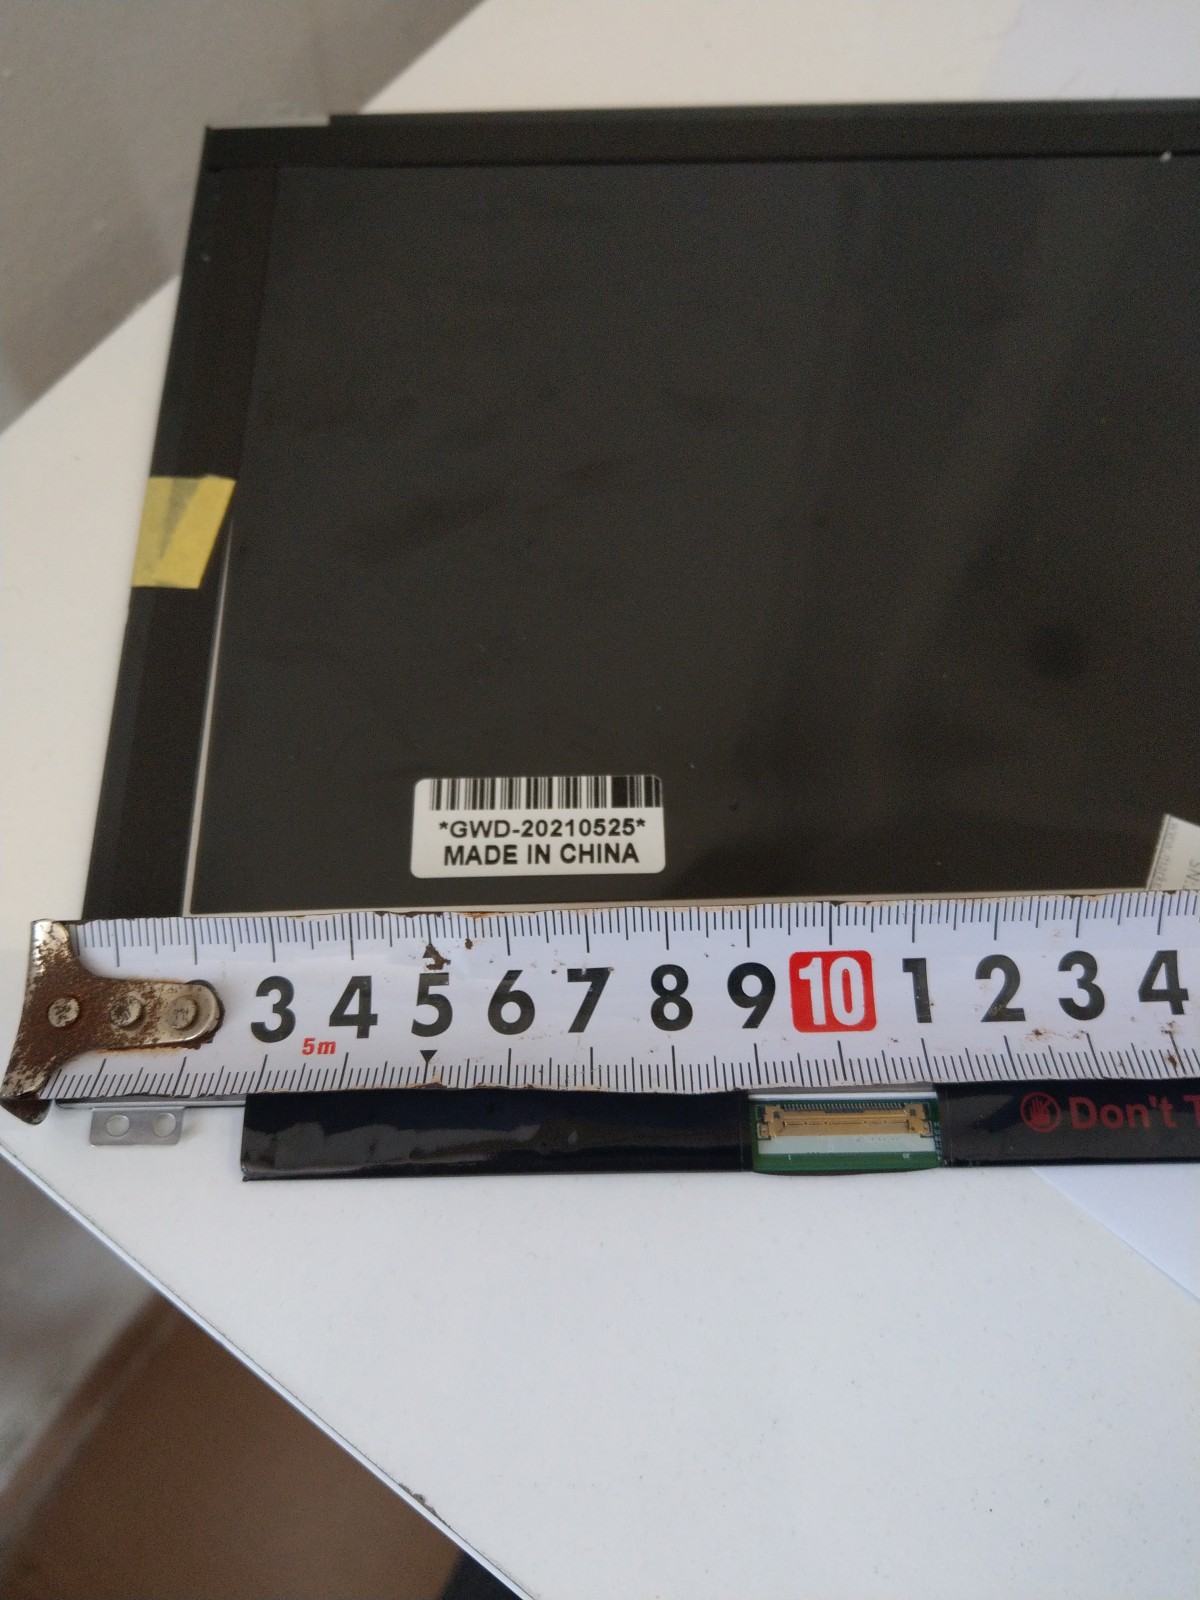 *GWD-20210525*
MADE IN CHINA
3 4 5 6 7 8 9 10 1 2 3 4
5m
Don't